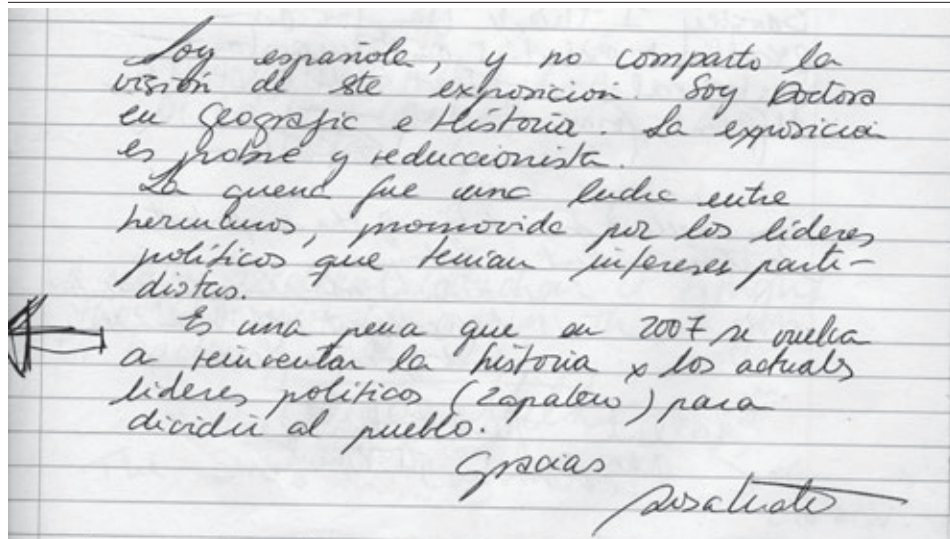 Soy española, y no comparto la
visión de ste exposición. Soy Doctora
en Geografic e Historia. La exposición
es pobre y reduccionista.
La guerra fue una lucha entre
hermanos, promovida por los líderes
políticos que tenían intereses parti-
distas.
Es una pena que en 2007 se vuelva
a reinventar la historia x los actuales
líderes políticos (Zapatero) para
dividir al pueblo.
Gracias